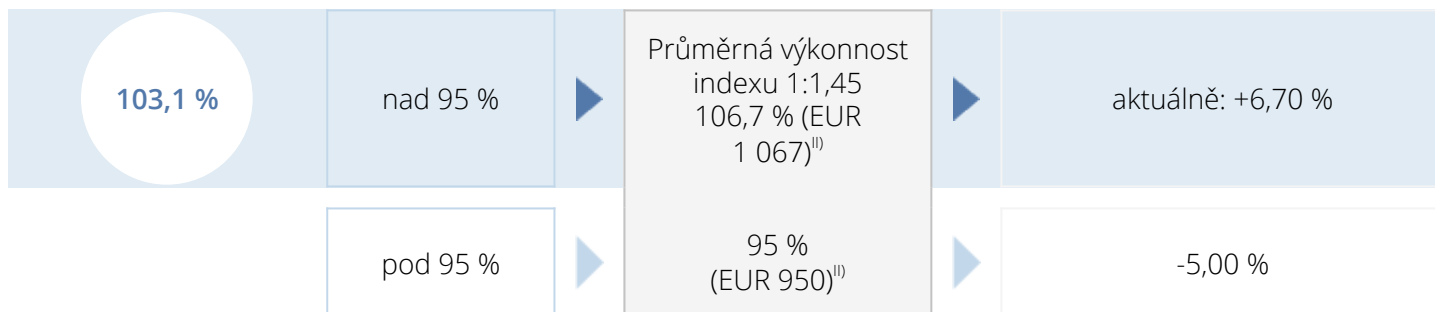 103,1 %
nad 95 %
Průměrná výkonnost
indexu 1:1,45
106,7 % (EUR
1 067)II)
aktuálně: +6,70 %
pod 95 %
95 %
(EUR 950)II)
-5,00 %